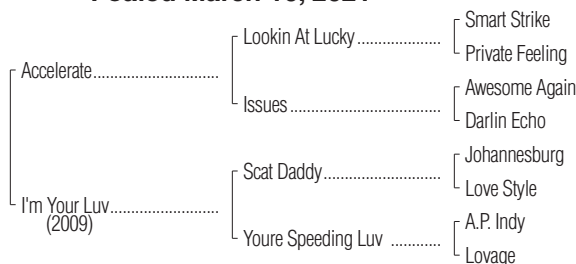 Foaled March
2021
Smart Strike
Lookin At Lucky
Private Feeling
Accelerate
Awesome Again
Issues
Darlin Echo
Johannesburg
Scat Daddy
Love Style
I'm Your Luv
(2009)
A.P. Indy
Youre Speeding Luv
Lovage